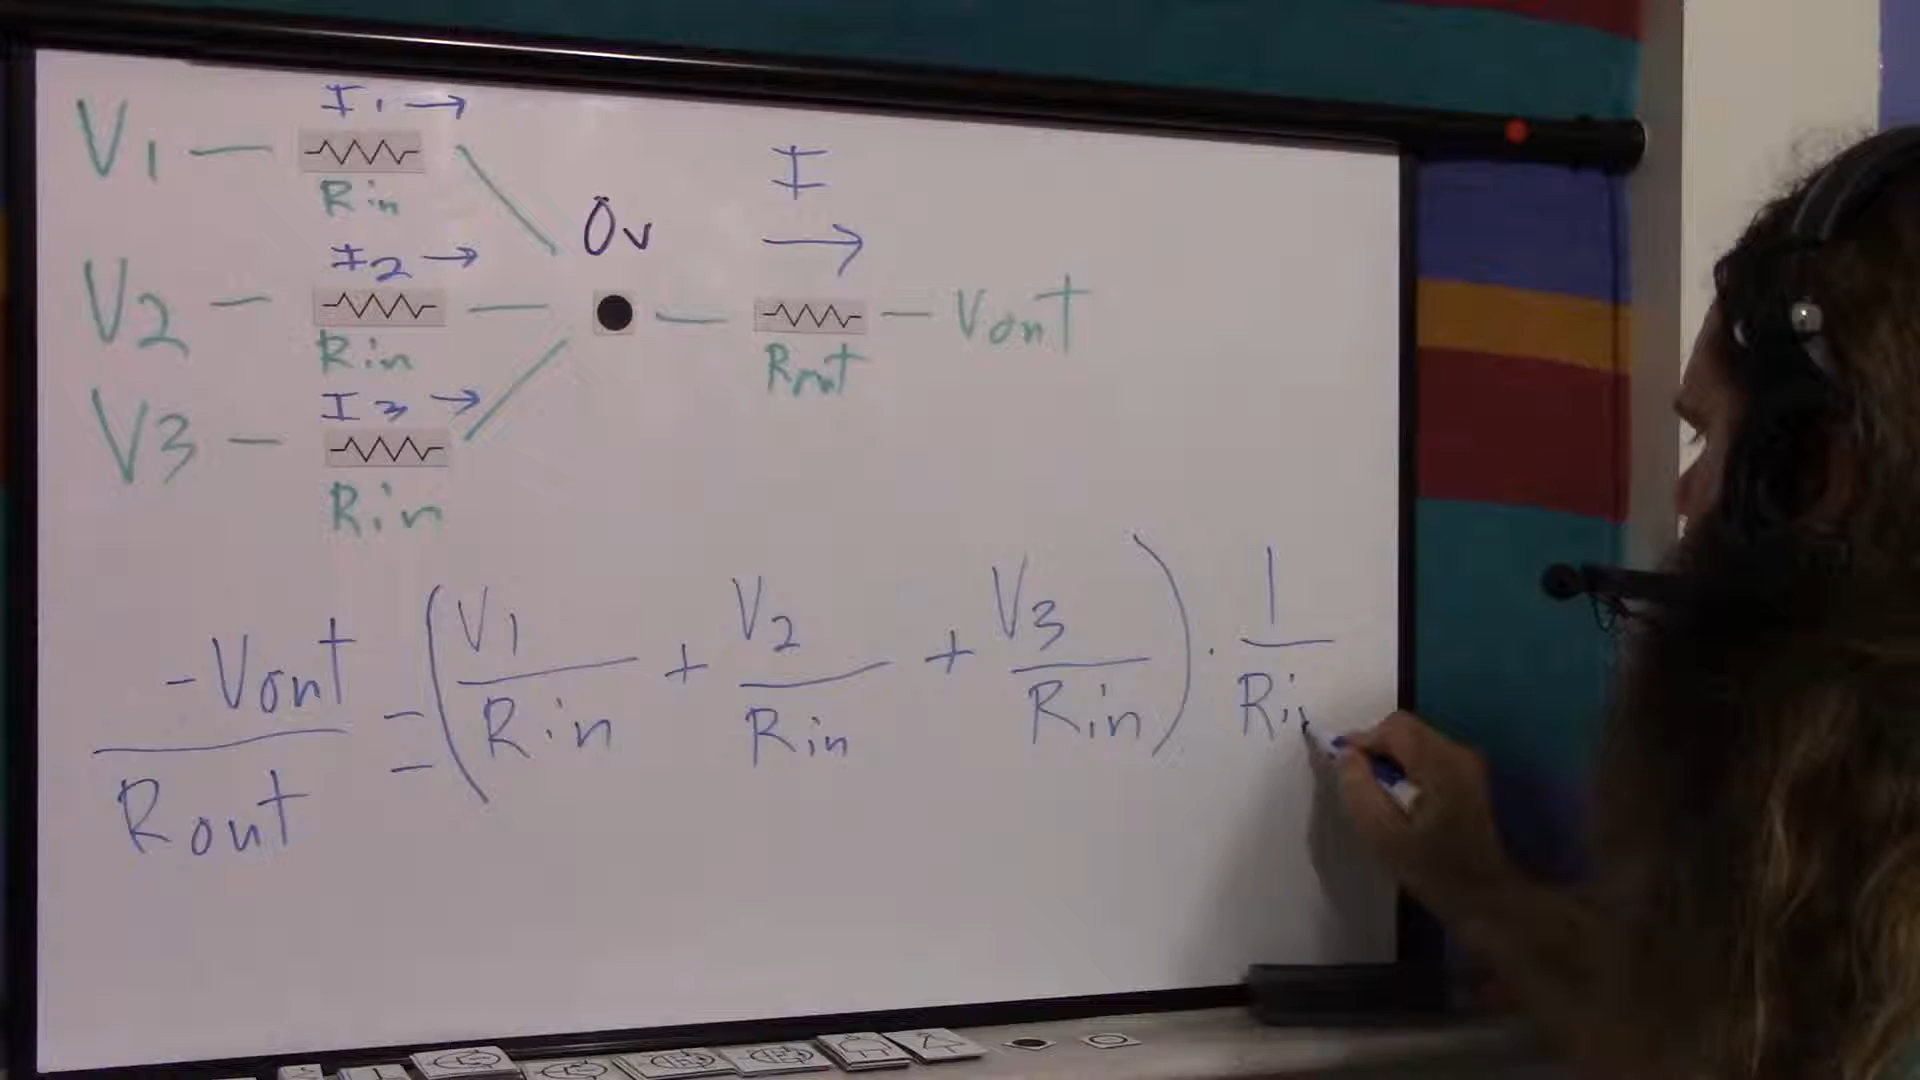 I1 →
V1 —
Rin
I
0v
I2 →
V2 —
— Vout
Rin
Rout
I3 →
V3 —
Rin
-Vout / Rout = (V1 / Rin + V2 / Rin + V3 / Rin) · 1 / Rin